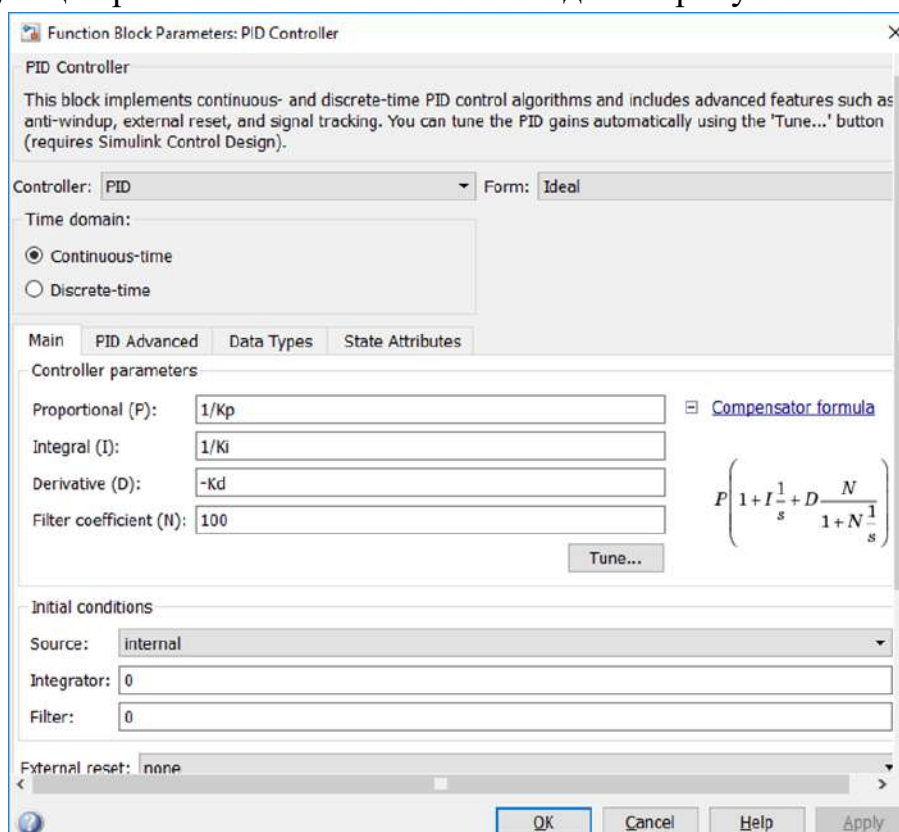 Function Block Parameters: PID Controller
PID Controller
This block implements continuous- and discrete-time PID control algorithms and includes advanced features such as
anti-windup, external reset, and signal tracking. You can tune the PID gains automatically using the 'Tune...' button
(requires Simulink Control Design).
Controller: PID Form: Ideal
Time domain:
Continuous-time
Discrete-time
Main PID Advanced Data Types State Attributes
Controller parameters
Proportional (P): 1/Kp Compensator formula
Integral (I): 1/Ki
Derivative (D): -Kd
Filter coefficient (N): 100
P(1+I 1/s +D N/(1+N 1/s))
Tune...
Initial conditions
Source: internal
Integrator: 0
Filter: 0
External reset: none
OK Cancel Help Apply